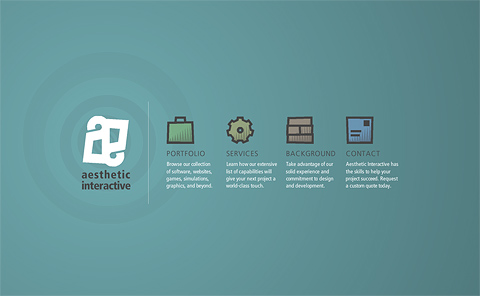 æ
aesthetic
interactive
PORTFOLIO
Browse our collection
of software, websites,
games, simulations,
graphics, and beyond.
SERVICES
Learn how our extensive
list of capabilities will
give your next project a
world-class touch.
BACKGROUND
Take advantage of our
solid experience and
commitment to design
and development.
CONTACT
Aesthetic Interactive has
the skills to help your
project succeed. Request
a custom quote today.